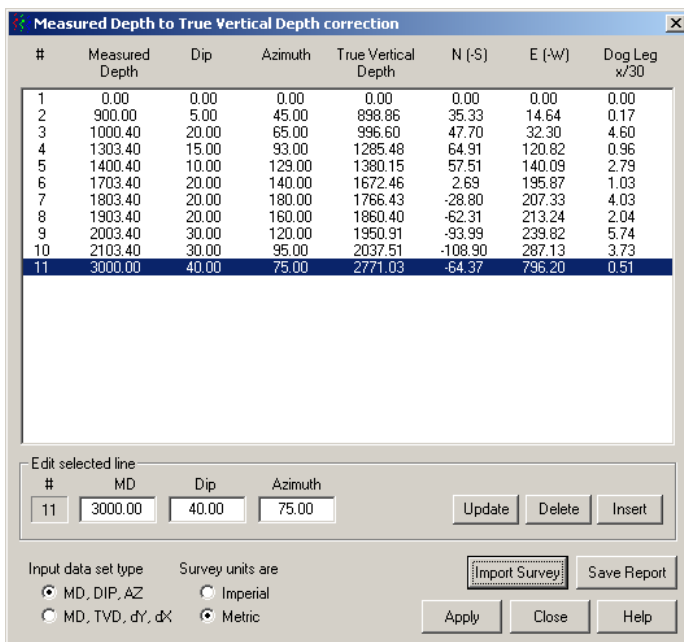 Measured Depth to True Vertical Depth correction
# Measured Depth Dip Azimuth True Vertical Depth N (-S) E (-W) Dog Leg x/30
1 0.00 0.00 0.00 0.00 0.00 0.00 0.00
2 900.00 5.00 45.00 898.86 35.33 14.64 0.17
3 1000.40 20.00 65.00 996.60 47.70 32.30 4.60
4 1303.40 15.00 93.00 1285.48 64.91 120.82 0.96
5 1400.40 10.00 129.00 1380.15 57.51 140.09 2.79
6 1703.40 20.00 140.00 1672.46 2.69 195.87 1.03
7 1803.40 20.00 180.00 1766.43 -28.80 207.33 4.03
8 1903.40 20.00 160.00 1860.40 -62.31 213.24 2.04
9 2003.40 30.00 120.00 1950.91 -93.99 239.82 5.74
10 2103.40 30.00 95.00 2037.51 -108.90 287.13 3.73
11 3000.00 40.00 75.00 2771.03 -64.37 796.20 0.51
Edit selected line
# MD Dip Azimuth
11 3000.00 40.00 75.00 Update Delete Insert
Input data set type Survey units are
MD, DIP, AZ Imperial Import Survey Save Report
MD, TVD, dY, dX Metric Apply Close Help